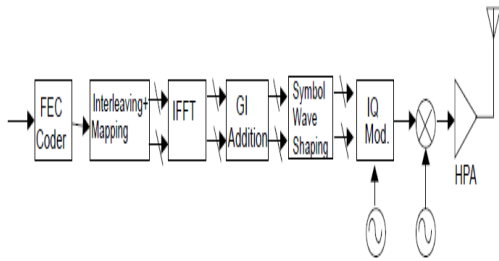 FEC
Coder
Interleaving+
Mapping
IFFT
GI
Addition
Symbol
Wave
Shaping
IQ
Mod.
HPA